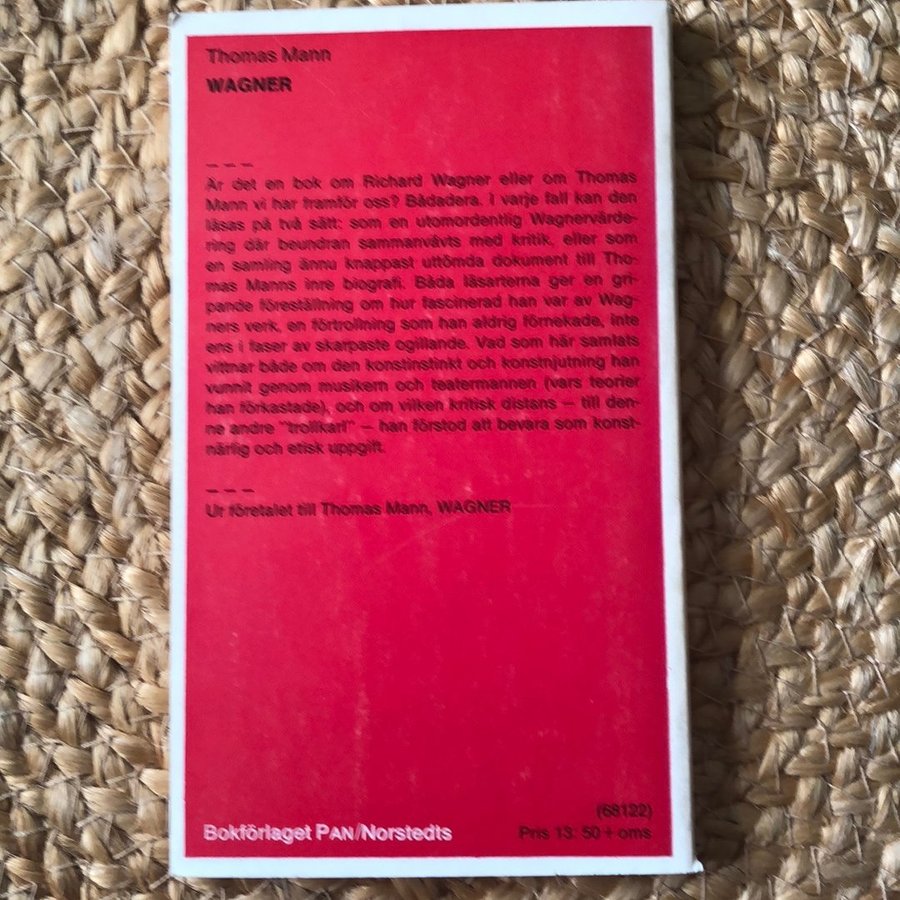 Thomas Mann
WAGNER
– – –
Är det en bok om Richard Wagner eller om Thomas
Mann vi har framför oss? Bådadera. I varje fall kan den
läsas på två sätt: som en utomordentlig Wagnervärde-
ring där beundran sammanvävts med kritik, eller som
en samling ännu knappast uttömda dokument till Tho-
mas Manns inre biografi. Båda läsarterna ger en gri-
pande föreställning om hur fascinerad han var av Wag-
ners verk, en förtrollning som han aldrig förnekade, inte
ens i faser av skarpaste ogillande. Vad som här samlats
vittnar både om den konstinstinkt och konstnjutning han
vunnit genom musikern och teatermannen (vars teorier
han förkastade), och om vilken kritisk distans – till den-
ne andre "trollkarl" – han förstod att bevara som konst-
närlig och etisk uppgift.
– – –
Ur företalet till Thomas Mann, WAGNER
(68122)
Bokförlaget PAN/Norstedts Pris 13: 50 + oms